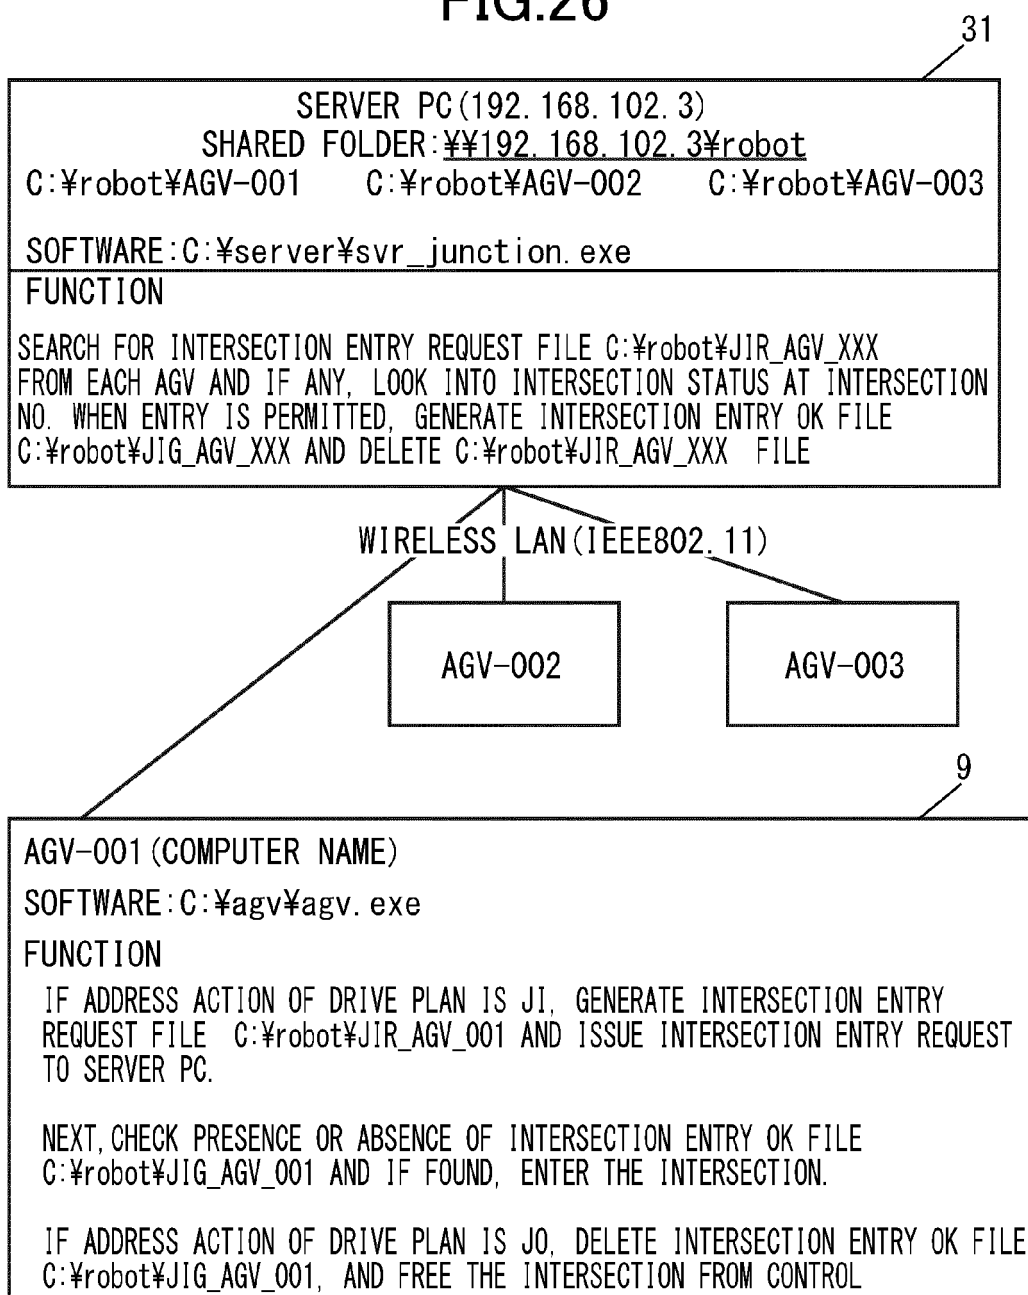 FIG.26
31
SERVER PC(192.168.102.3)
SHARED FOLDER:¥¥192.168.102.3¥robot
C:¥robot¥AGV-001 C:¥robot¥AGV-002 C:¥robot¥AGV-003
SOFTWARE:C:¥server¥svr_junction.exe
FUNCTION
SEARCH FOR INTERSECTION ENTRY REQUEST FILE C:¥robot¥JIR_AGV_XXX
FROM EACH AGV AND IF ANY, LOOK INTO INTERSECTION STATUS AT INTERSECTION
NO. WHEN ENTRY IS PERMITTED, GENERATE INTERSECTION ENTRY OK FILE
C:¥robot¥JIG_AGV_XXX AND DELETE C:¥robot¥JIR_AGV_XXX FILE
WIRELESS LAN(IEEE802.11)
AGV-002
AGV-003
9
AGV-001(COMPUTER NAME)
SOFTWARE:C:¥agv¥agv.exe
FUNCTION
IF ADDRESS ACTION OF DRIVE PLAN IS JI, GENERATE INTERSECTION ENTRY
REQUEST FILE C:¥robot¥JIR_AGV_001 AND ISSUE INTERSECTION ENTRY REQUEST
TO SERVER PC.
NEXT,CHECK PRESENCE OR ABSENCE OF INTERSECTION ENTRY OK FILE
C:¥robot¥JIG_AGV_001 AND IF FOUND, ENTER THE INTERSECTION.
IF ADDRESS ACTION OF DRIVE PLAN IS JO, DELETE INTERSECTION ENTRY OK FILE
C:¥robot¥JIG_AGV_001, AND FREE THE INTERSECTION FROM CONTROL